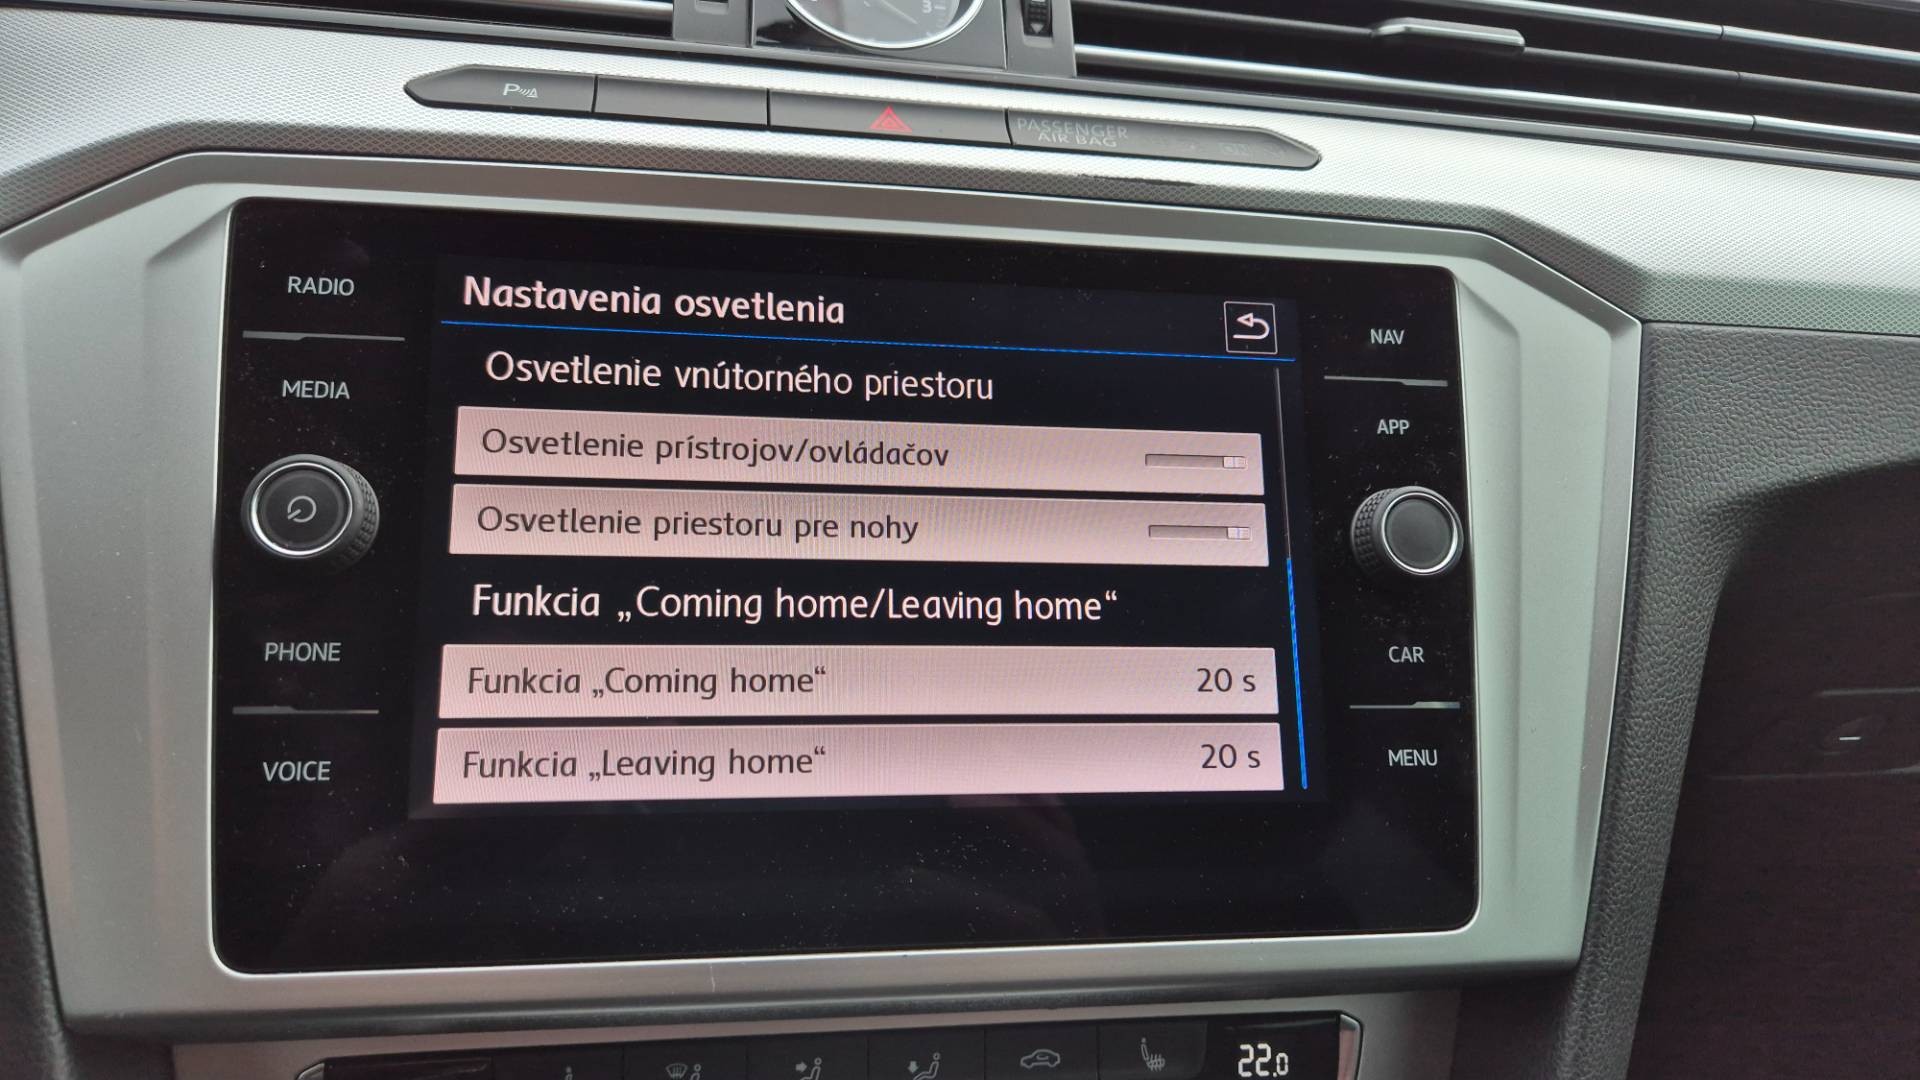 3
P
PASSENGER
AIR BAG
RADIO
MEDIA
PHONE
VOICE
Nastavenia osvetlenia
Osvetlenie vnútorného priestoru
Osvetlenie prístrojov/ovládačov
Osvetlenie priestoru pre nohy
Funkcia „Coming home/Leaving home“
Funkcia „Coming home“ 20 s
Funkcia „Leaving home“ 20 s
NAV
APP
CAR
MENU
22.0